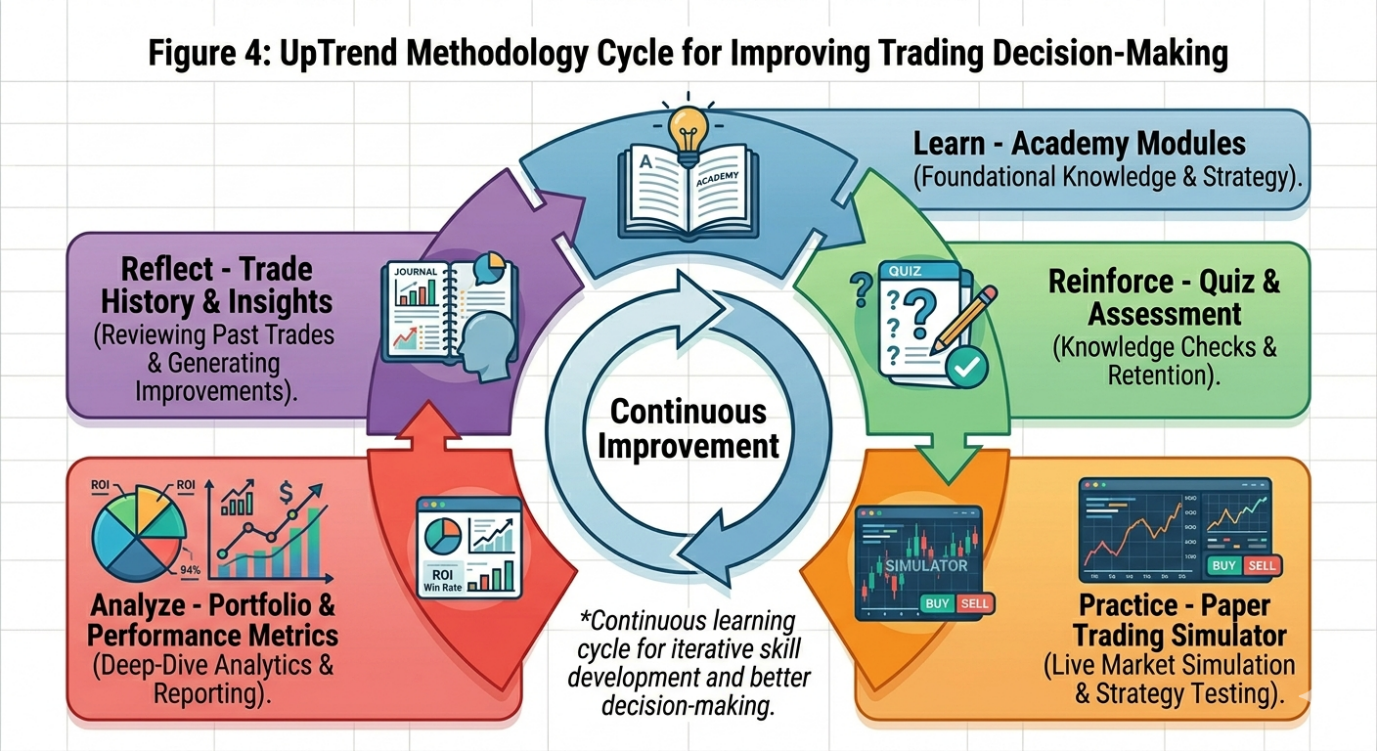 Figure 4: UpTrend Methodology Cycle for Improving Trading Decision-Making
A
ACADEMY
Learn - Academy Modules
(Foundational Knowledge & Strategy).
QUIZ
?
?
?
?
?
Reinforce - Quiz &
Assessment
(Knowledge Checks &
Retention).
SIMULATOR
BUY SELL
BUY SELL
Practice - Paper
Trading Simulator
(Live Market Simulation
& Strategy Testing).
ROI
ROI
94%
$
Analyze - Portfolio &
Performance Metrics
(Deep-Dive Analytics &
Reporting).
ROI
Win Rate
Reflect - Trade
History & Insights
(Reviewing Past Trades
& Generating
Improvements).
JOURNAL
Continuous
Improvement
*Continuous learning
cycle for iterative skill
development and better
decision-making.